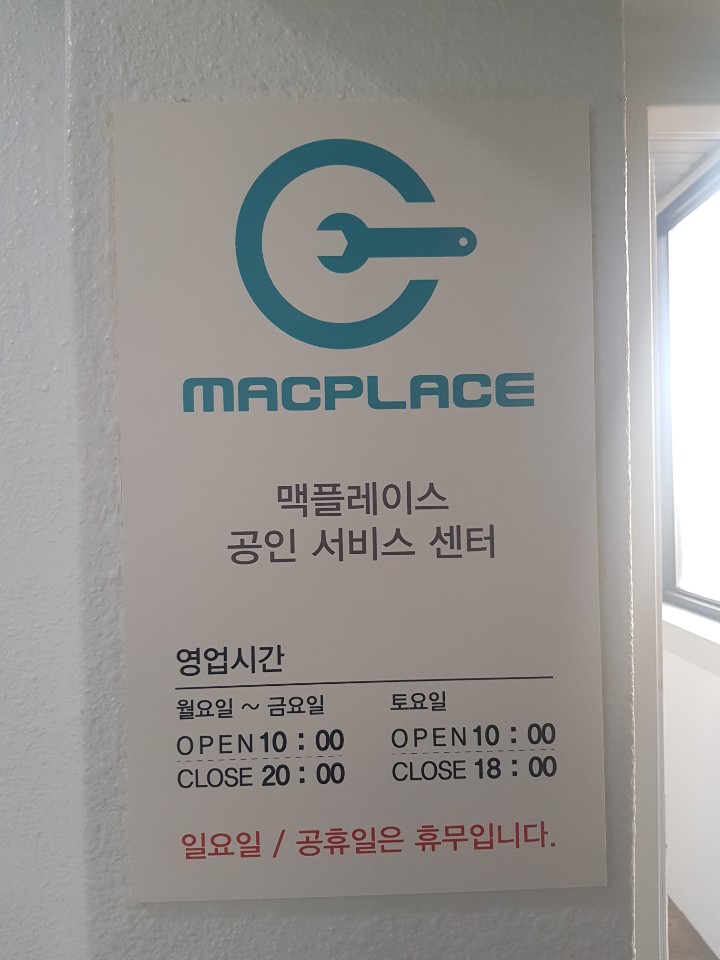 MACPLACE
맥플레이스
공인 서비스 센터
영업시간
월요일 ~ 금요일
OPEN 10 : 00
CLOSE 20 : 00
토요일
OPEN 10 : 00
CLOSE 18 : 00
일요일 / 공휴일은 휴무입니다.